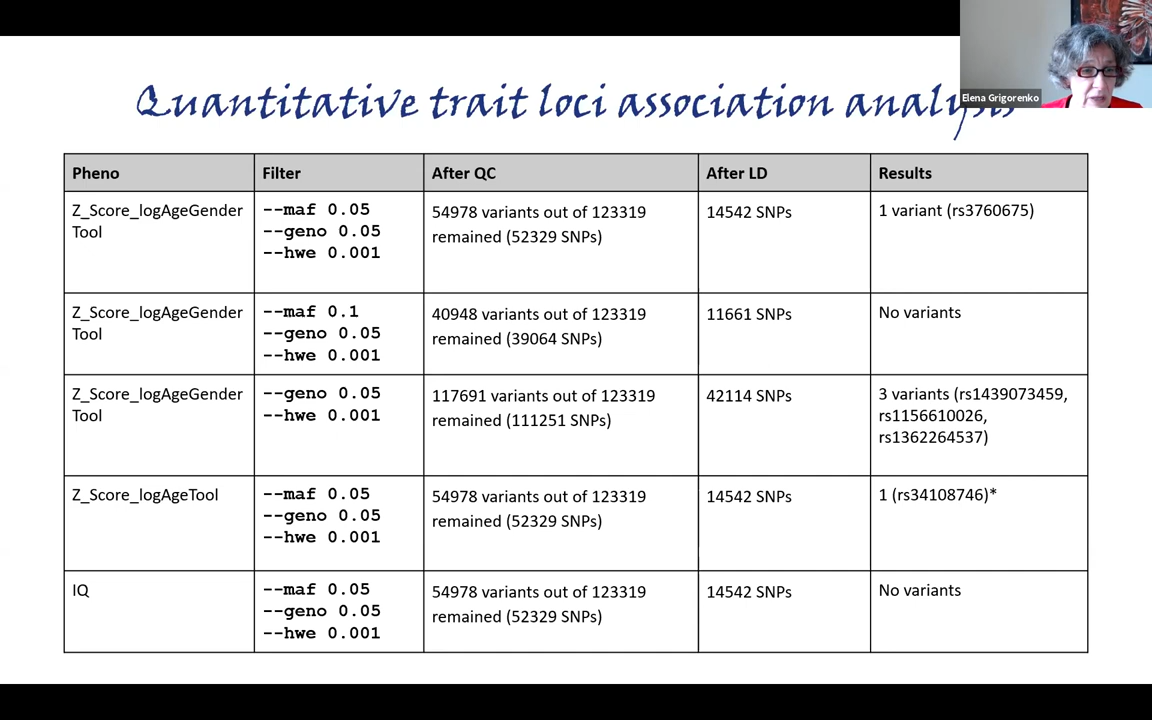 Quantitative trait loci association analysis
Elena Grigorenko
Pheno Filter After QC After LD Results
Z_Score_logAgeGender
Tool
--maf 0.05
--geno 0.05
--hwe 0.001
54978 variants out of 123319
remained (52329 SNPs)
14542 SNPs
1 variant (rs3760675)
Z_Score_logAgeGender
Tool
--maf 0.1
--geno 0.05
--hwe 0.001
40948 variants out of 123319
remained (39064 SNPs)
11661 SNPs
No variants
Z_Score_logAgeGender
Tool
--geno 0.05
--hwe 0.001
117691 variants out of 123319
remained (111251 SNPs)
42114 SNPs
3 variants (rs1439073459,
rs1156610026,
rs1362264537)
Z_Score_logAgeTool
--maf 0.05
--geno 0.05
--hwe 0.001
54978 variants out of 123319
remained (52329 SNPs)
14542 SNPs
1 (rs34108746)*
IQ
--maf 0.05
--geno 0.05
--hwe 0.001
54978 variants out of 123319
remained (52329 SNPs)
14542 SNPs
No variants